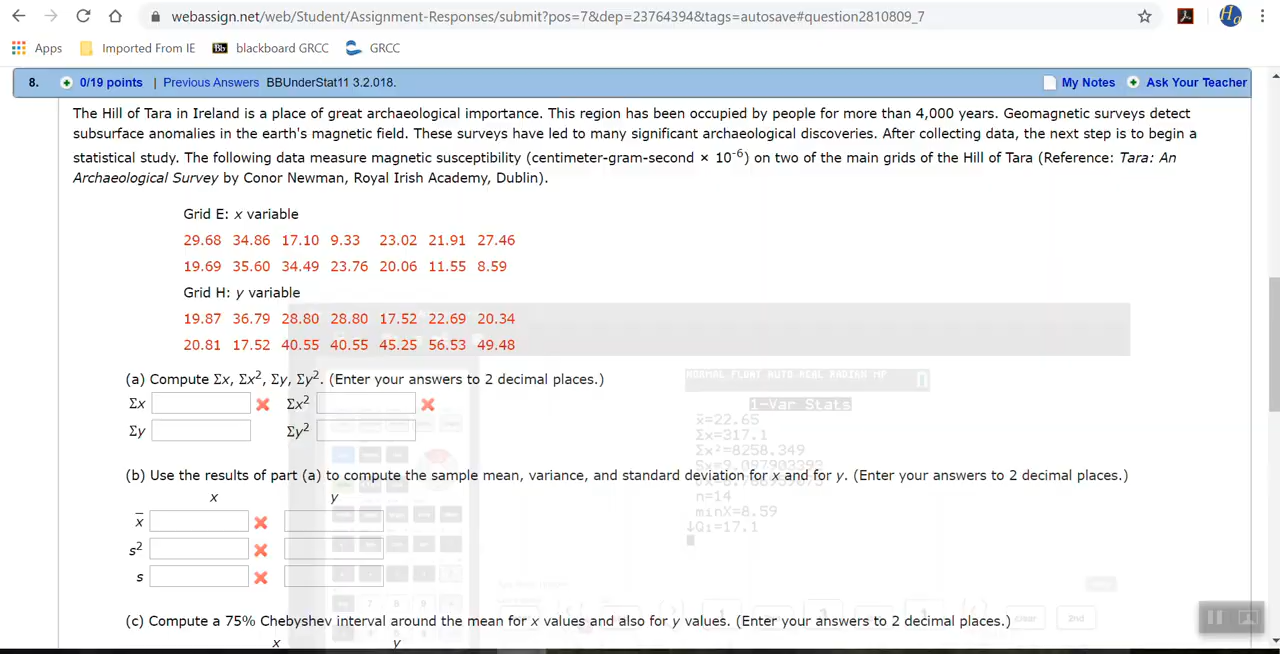 webassign.net/web/Student/Assignment-Responses/submit?pos=7&dep=23764394&tags=autosave#question2810809_7
Apps Imported From IE Bb blackboard GRCC GRCC
8. 0/19 points | Previous Answers BBUnderStat11 3.2.018. My Notes Ask Your Teacher
The Hill of Tara in Ireland is a place of great archaeological importance. This region has been occupied by people for more than 4,000 years. Geomagnetic surveys detect
subsurface anomalies in the earth's magnetic field. These surveys have led to many significant archaeological discoveries. After collecting data, the next step is to begin a
statistical study. The following data measure magnetic susceptibility (centimeter-gram-second × 10⁻⁶) on two of the main grids of the Hill of Tara (Reference: Tara: An
Archaeological Survey by Conor Newman, Royal Irish Academy, Dublin).
Grid E: x variable
29.68 34.86 17.10 9.33 23.02 21.91 27.46
19.69 35.60 34.49 23.76 20.06 11.55 8.59
Grid H: y variable
19.87 36.79 28.80 28.80 17.52 22.69 20.34
20.81 17.52 40.55 40.55 45.25 56.53 49.48
(a) Compute Σx, Σx², Σy, Σy². (Enter your answers to 2 decimal places.)
NORMAL FLOAT AUTO REAL RADIAN MP
Σx Σx²
1-Var Stats
x̄=22.65
Σy Σy²
Σx=317.1
Σx²=8258.349
Sx=9.097903393
(b) Use the results of part (a) to compute the sample mean, variance, and standard deviation for x and for y. (Enter your answers to 2 decimal places.)
x y
n=14
minX=8.59
x̄
↓Q₁=17.1
s²
s
(c) Compute a 75% Chebyshev interval around the mean for x values and also for y values. (Enter your answers to 2 decimal places.)
clear 2nd
x y